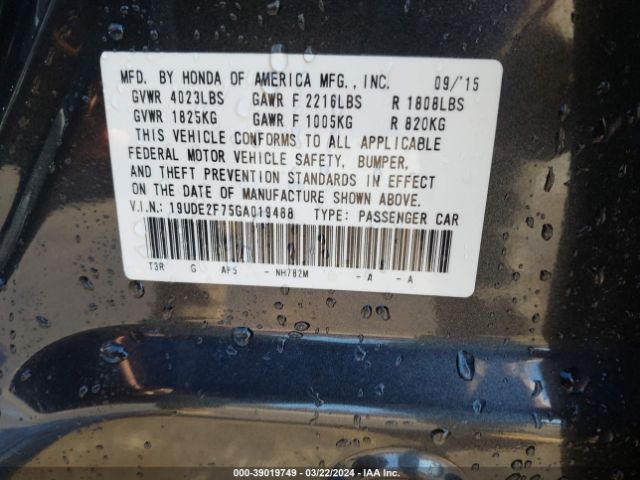 MFD. BY HONDA OF AMERICA MFG., INC. 09/'15
GVWR 4023LBS GAWR F 2216LBS R 1808LBS
GVWR 1825KG GAWR F 1005KG R 820KG
THIS VEHICLE CONFORMS TO ALL APPLICABLE
FEDERAL MOTOR VEHICLE SAFETY, BUMPER,
AND THEFT PREVENTION STANDARDS IN EFFECT
ON THE DATE OF MANUFACTURE SHOWN ABOVE.
V.I.N.: 19UDE2F75GA019488 TYPE: PASSENGER CAR
T3R G AP5 - NH782M - A - A
000-39019749 - 03/22/2024 - IAA Inc.